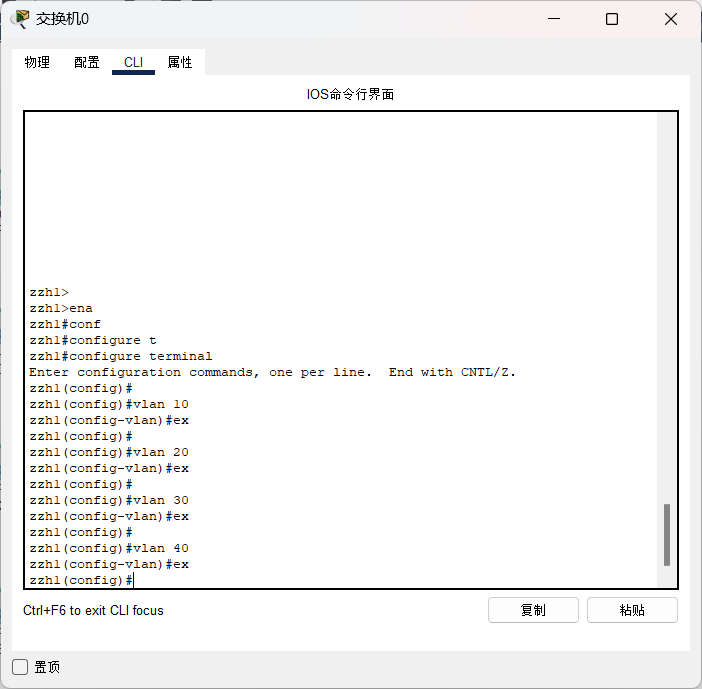 交换机0
物理 配置 CLI 属性
IOS命令行界面
zzh1>
zzh1>ena
zzh1#conf
zzh1#configure t
zzh1#configure terminal
Enter configuration commands, one per line.  End with CNTL/Z.
zzh1(config)#
zzh1(config)#vlan 10
zzh1(config-vlan)#ex
zzh1(config)#
zzh1(config)#vlan 20
zzh1(config-vlan)#ex
zzh1(config)#
zzh1(config)#vlan 30
zzh1(config-vlan)#ex
zzh1(config)#
zzh1(config)#vlan 40
zzh1(config-vlan)#ex
zzh1(config)#
Ctrl+F6 to exit CLI focus 复制 粘贴
置顶